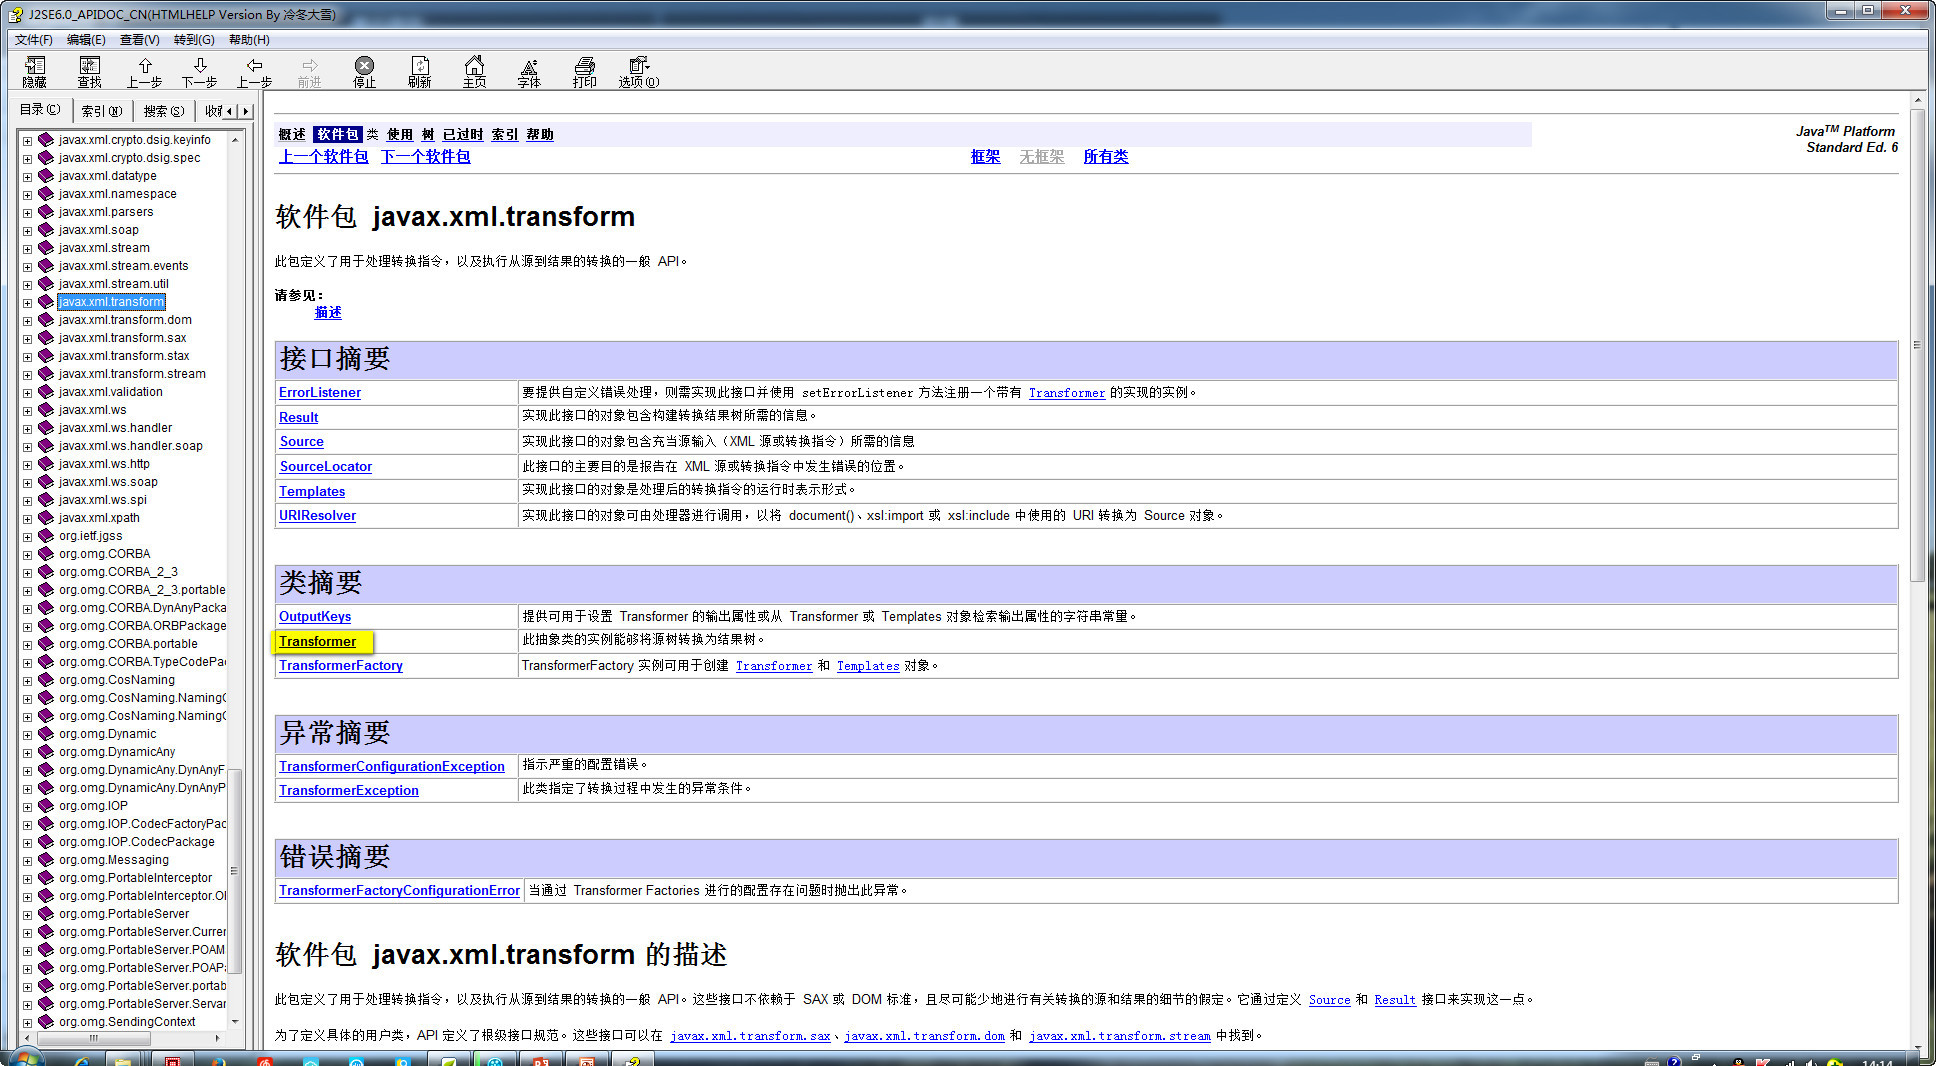 J2SE6.0_APIDOC_CN(HTMLHELP Version By 冷冬大雪)
文件(F) 编辑(E) 查看(V) 转到(G) 帮助(H)
隐藏 查找 上一步 下一步 上一步 前进 停止 刷新 主页 字体 打印 选项(O)
目录(C) 索引(N) 搜索(S)
javax.xml.crypto.dsig.keyinfo
javax.xml.crypto.dsig.spec
javax.xml.datatype
javax.xml.namespace
javax.xml.parsers
javax.xml.soap
javax.xml.stream
javax.xml.stream.events
javax.xml.stream.util
javax.xml.transform
javax.xml.transform.dom
javax.xml.transform.sax
javax.xml.transform.stax
javax.xml.transform.stream
javax.xml.validation
javax.xml.ws
javax.xml.ws.handler
javax.xml.ws.handler.soap
javax.xml.ws.http
javax.xml.ws.soap
javax.xml.ws.spi
javax.xml.xpath
org.ietf.jgss
org.omg.CORBA
org.omg.CORBA_2_3
org.omg.CORBA_2_3.portable
org.omg.CORBA.DynAnyPacka
org.omg.CORBA.ORBPackage
org.omg.CORBA.portable
org.omg.CORBA.TypeCodePa
org.omg.CosNaming
org.omg.CosNaming.NamingC
org.omg.CosNaming.NamingC
org.omg.Dynamic
org.omg.DynamicAny
org.omg.DynamicAny.DynAnyF
org.omg.DynamicAny.DynAnyP
org.omg.IOP
org.omg.IOP.CodecFactoryPac
org.omg.IOP.CodecPackage
org.omg.Messaging
org.omg.PortableInterceptor
org.omg.PortableInterceptor.OI
org.omg.PortableServer
org.omg.PortableServer.Currer
org.omg.PortableServer.POAM
org.omg.PortableServer.POAP
org.omg.PortableServer.portab
org.omg.PortableServer.Servar
org.omg.SendingContext
概述 软件包 类 使用 树 已过时 索引 帮助
Java™ Platform
Standard Ed. 6
上一个软件包 下一个软件包 框架 无框架 所有类
软件包 javax.xml.transform
此包定义了用于处理转换指令，以及执行从源到结果的转换的一般 API。
请参见：
描述
接口摘要
ErrorListener 要提供自定义错误处理，则需实现此接口并使用 setErrorListener 方法注册一个带有 Transformer 的实现的实例。
Result 实现此接口的对象包含构建转换结果树所需的信息。
Source 实现此接口的对象包含充当源输入（XML 源或转换指令）所需的信息
SourceLocator 此接口的主要目的是报告在 XML 源或转换指令中发生错误的位置。
Templates 实现此接口的对象是处理后的转换指令的运行时表示形式。
URIResolver 实现此接口的对象可由处理器进行调用，以将 document()、xsl:import 或 xsl:include 中使用的 URI 转换为 Source 对象。
类摘要
OutputKeys 提供可用于设置 Transformer 的输出属性或从 Transformer 或 Templates 对象检索输出属性的字符串常量。
Transformer 此抽象类的实例能够将源树转换为结果树。
TransformerFactory TransformerFactory 实例可用于创建 Transformer 和 Templates 对象。
异常摘要
TransformerConfigurationException 指示严重的配置错误。
TransformerException 此类指定了转换过程中发生的异常条件。
错误摘要
TransformerFactoryConfigurationError 当通过 Transformer Factories 进行的配置存在问题时抛出此异常。
软件包 javax.xml.transform 的描述
此包定义了用于处理转换指令，以及执行从源到结果的转换的一般 API。这些接口不依赖于 SAX 或 DOM 标准，且尽可能少地进行有关转换的源和结果的细节的假定。它通过定义 Source 和 Result 接口来实现这一点。
为了定义具体的用户类，API 定义了根级接口规范。这些接口可以在 javax.xml.transform.sax、javax.xml.transform.dom 和 javax.xml.transform.stream 中找到。
14:14